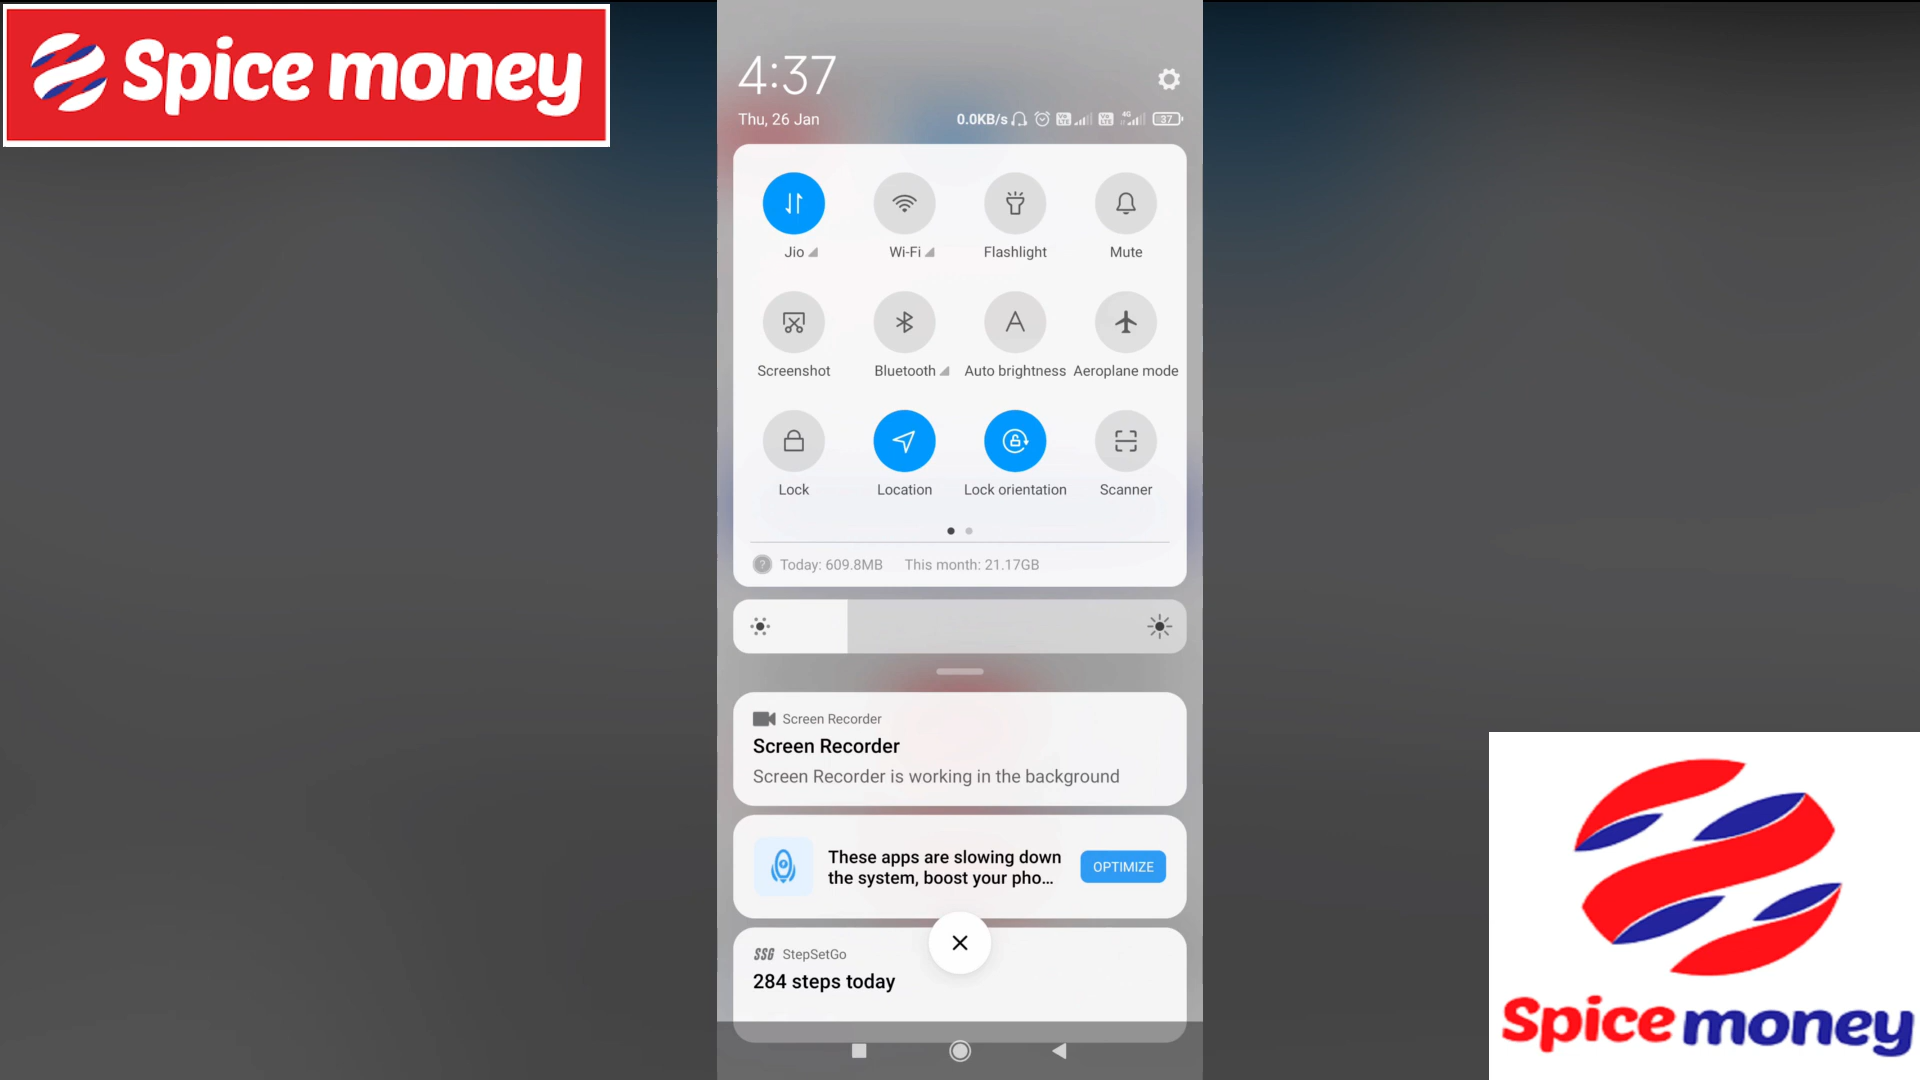 Spice money
4:37
Thu, 26 Jan
0.0KB/s
4G
37
Jio
Wi-Fi
Flashlight
Mute
Screenshot
Bluetooth
Auto brightness
Aeroplane mode
Lock
Location
Lock orientation
Scanner
? Today: 609.8MB This month: 21.17GB
Screen Recorder
Screen Recorder
Screen Recorder is working in the background
These apps are slowing down
the system, boost your pho...
OPTIMIZE
SSG StepSetGo
284 steps today
Spice money